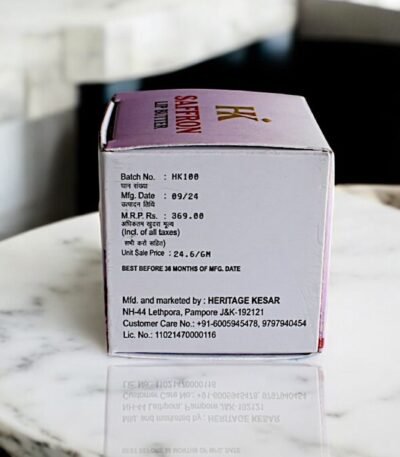 HK
SAFFRON
LIP BUTTER
Batch No. : HK100
घान संख्या
Mfg. Date : 09/24
उत्पादन तिथि
M.R.P. Rs. : 369.00
अधिकतम खुदरा मूल्य
(Incl. of all taxes)
सभी करों सहित)
Unit Sale Price : 24.6/GM
BEST BEFORE 36 MONTHS OF MFG. DATE
Mfd. and marketed by : HERITAGE KESAR
NH-44 Lethpora, Pampore J&K-192121
Customer Care No.: +91-6005945478, 9797940454
Lic. No.: 11021470000116